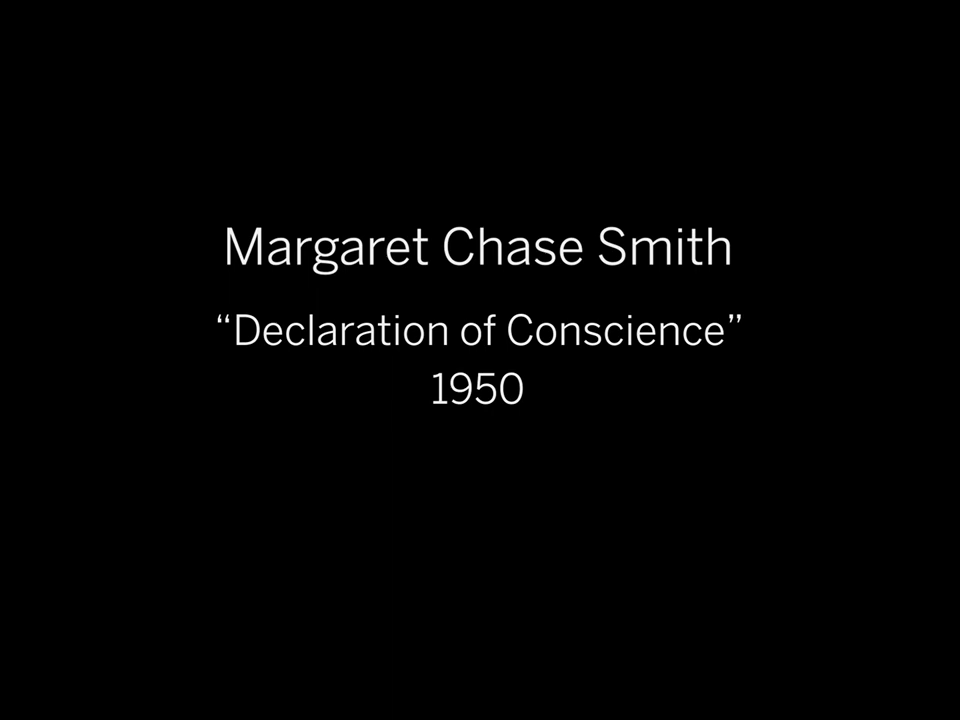 Margaret Chase Smith
“Declaration of Conscience”
1950